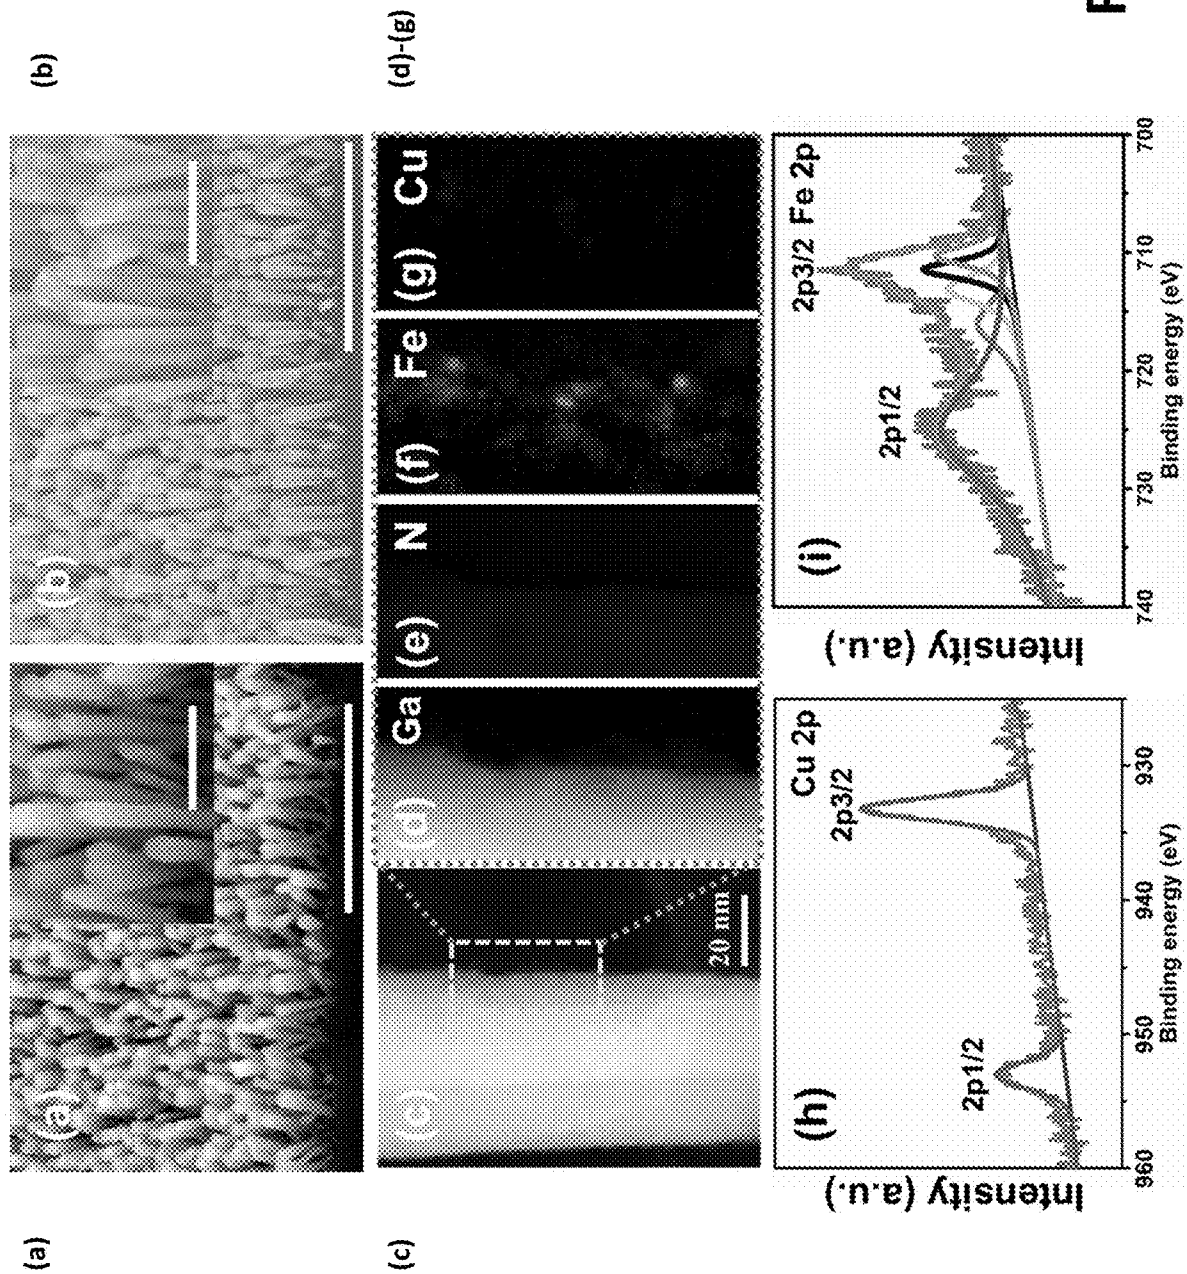 (a)
(b)
(a)
(b)
(c)
(d)-(g)
(c)
20 nm
(d) Ga
(e) N
(f) Fe
(g) Cu
(h)
Cu 2p
2p1/2
2p3/2
Intensity (a.u.)
960 950 940 930
Binding energy (eV)
(i)
2p3/2 Fe 2p
2p1/2
Intensity (a.u.)
740 730 720 710 700
Binding energy (eV)
F